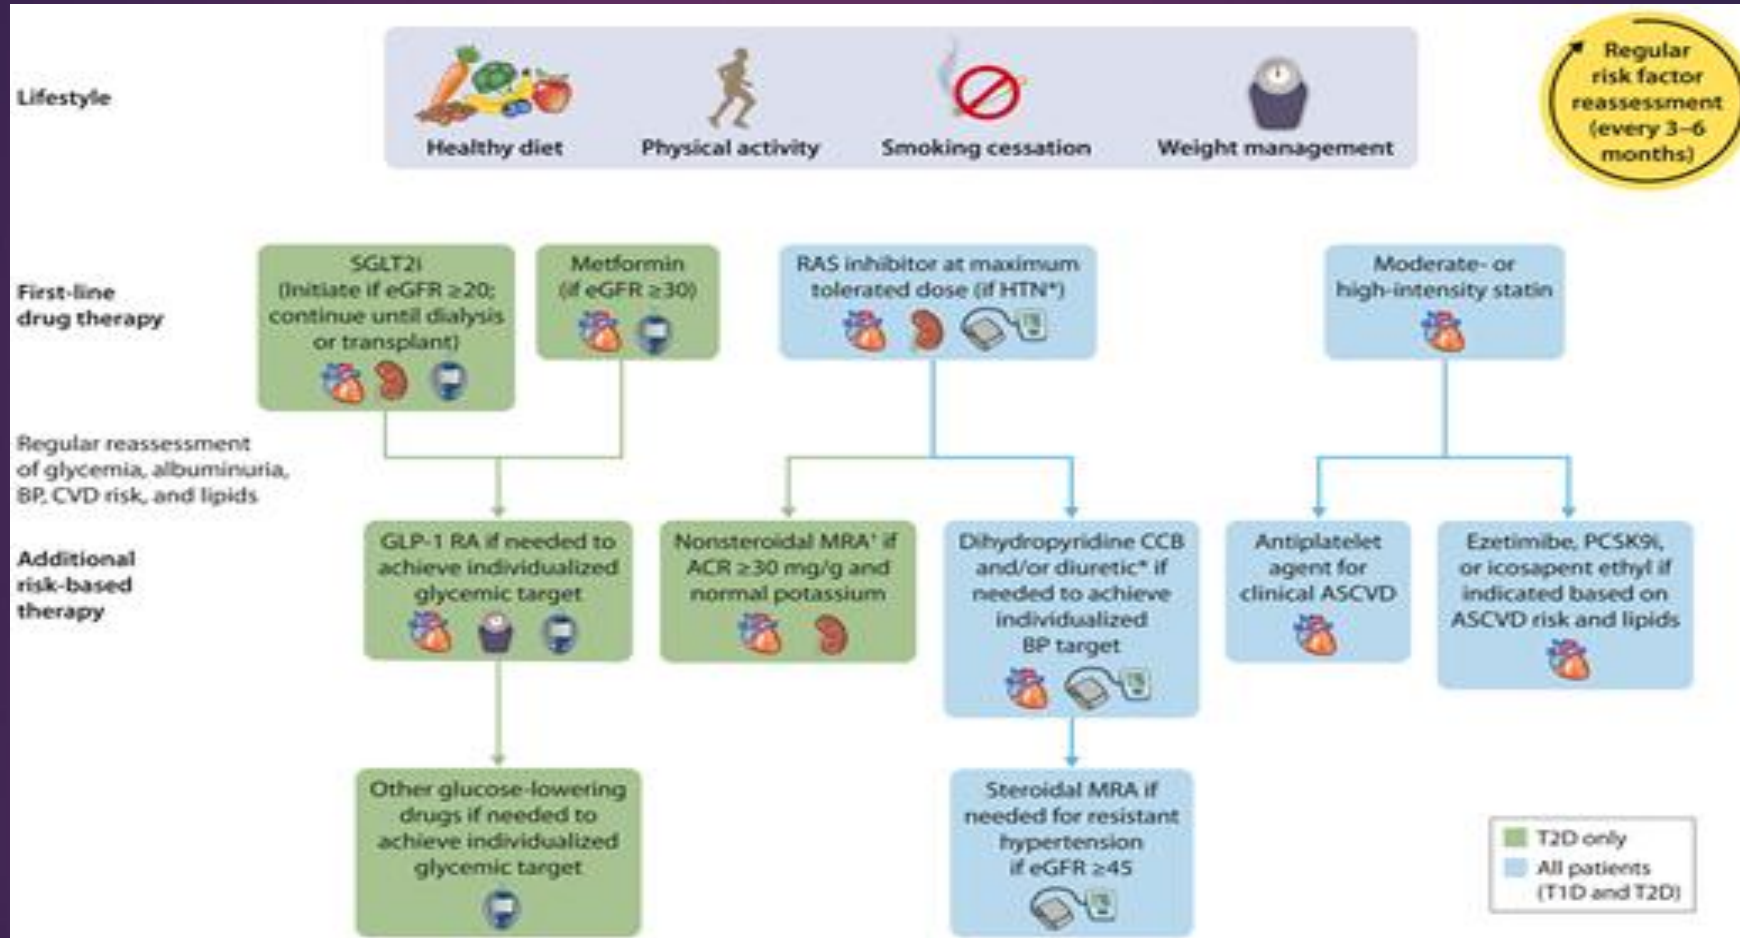 Lifestyle
Healthy diet
Physical activity
Smoking cessation
Weight management
Regular
risk factor
reassessment
(every 3–6
months)
First-line
drug therapy
SGLT2i
(Initiate if eGFR ≥20;
continue until dialysis
or transplant)
Metformin
(if eGFR ≥30)
RAS inhibitor at maximum
tolerated dose (if HTN*)
Moderate- or
high-intensity statin
Regular reassessment
of glycemia, albuminuria,
BP, CVD risk, and lipids
Additional
risk-based
therapy
GLP-1 RA if needed to
achieve individualized
glycemic target
Nonsteroidal MRA† if
ACR ≥30 mg/g and
normal potassium
Dihydropyridine CCB
and/or diuretic* if
needed to achieve
individualized
BP target
Antiplatelet
agent for
clinical ASCVD
Ezetimibe, PCSK9i,
or icosapent ethyl if
indicated based on
ASCVD risk and lipids
Other glucose-lowering
drugs if needed to
achieve individualized
glycemic target
Steroidal MRA if
needed for resistant
hypertension
if eGFR ≥45
T2D only
All patients
(T1D and T2D)